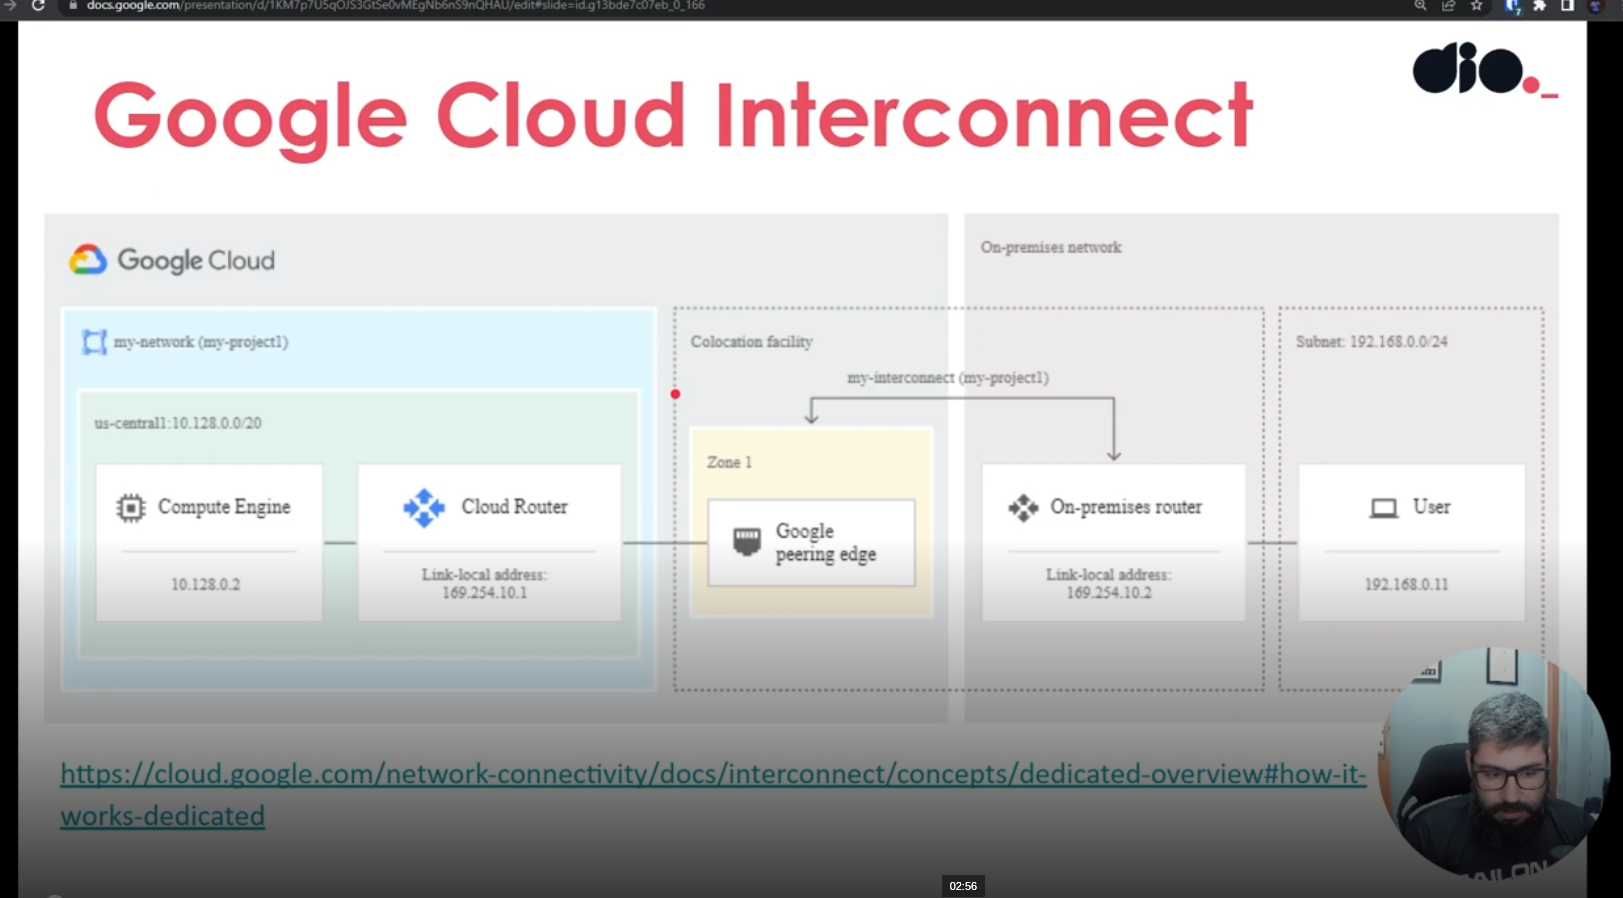 docs.google.com/presentation/d/1KM7p7U5qOJS3GtSe0vMEgNb6nS9nQHAU/edit#slide=id.g13bde7c07eb_0_166
7
dio._
Google Cloud Interconnect
Google Cloud
On-premises network
my-network (my-project1)
Colocation facility
Subnet: 192.168.0.0/24
my-interconnect (my-project1)
us-central1:10.128.0.0/20
Zone 1
Compute Engine
10.128.0.2
Cloud Router
Link-local address:
169.254.10.1
Google
peering edge
On-premises router
Link-local address:
169.254.10.2
User
192.168.0.11
https://cloud.google.com/network-connectivity/docs/interconnect/concepts/dedicated-overview#how-it-
works-dedicated
02:56